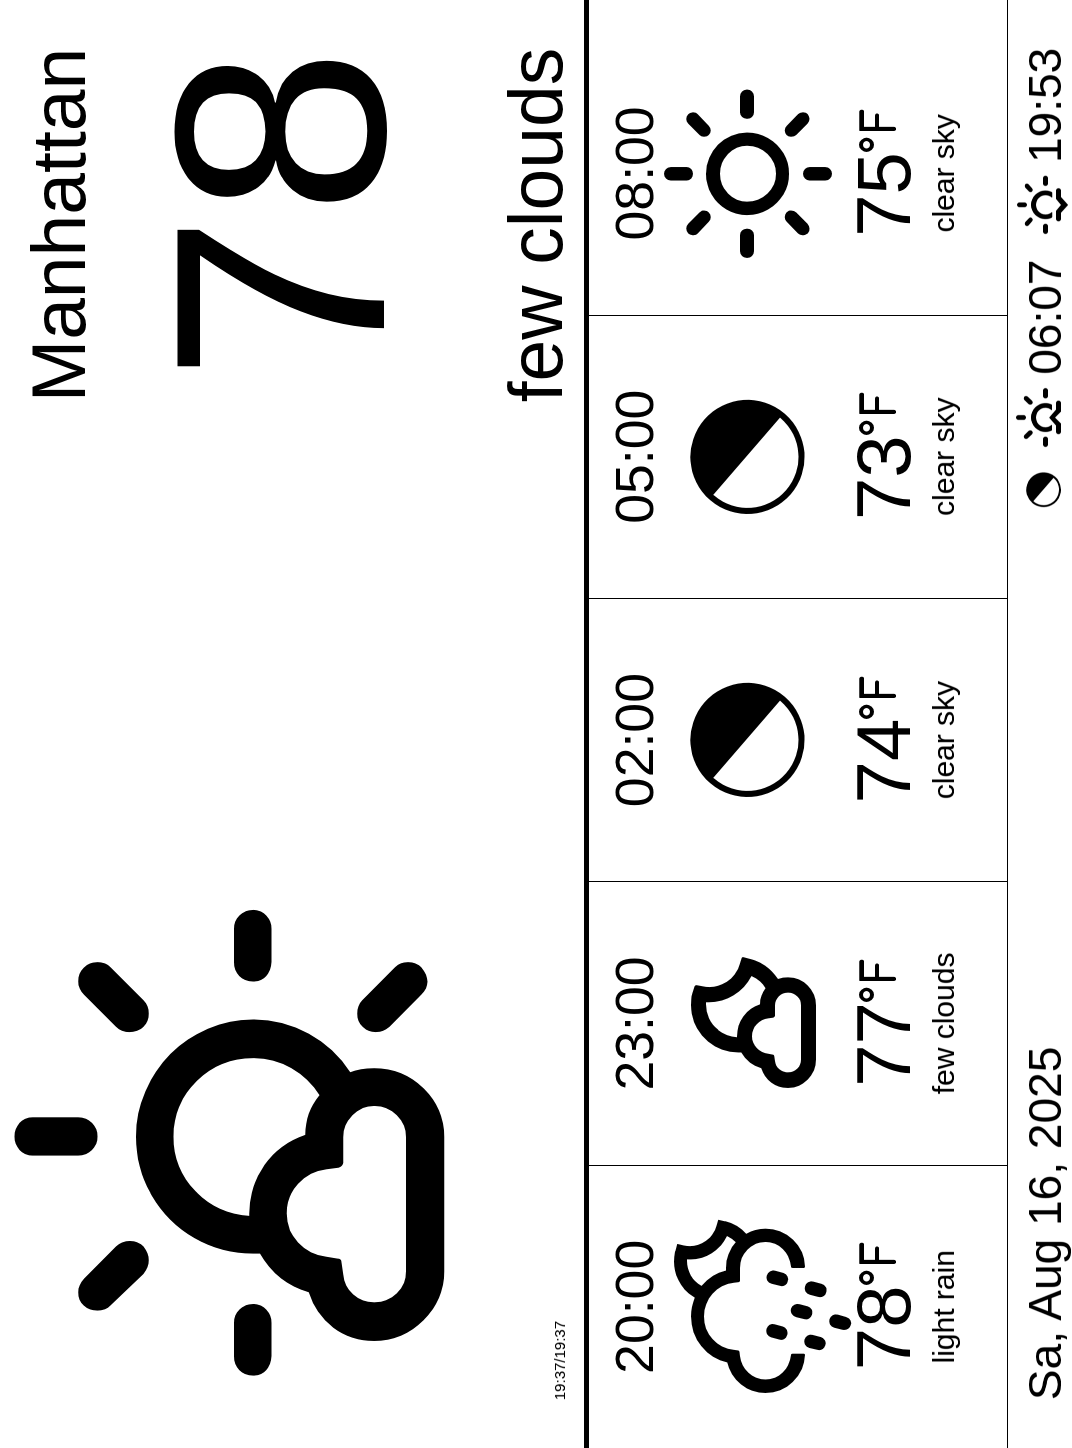 Manhattan
78
few clouds
19:37/19:37
20:00
78°F
light rain
23:00
77°F
few clouds
02:00
74°F
clear sky
05:00
73°F
clear sky
08:00
75°F
clear sky
Sa, Aug 16, 2025 06:07 19:53